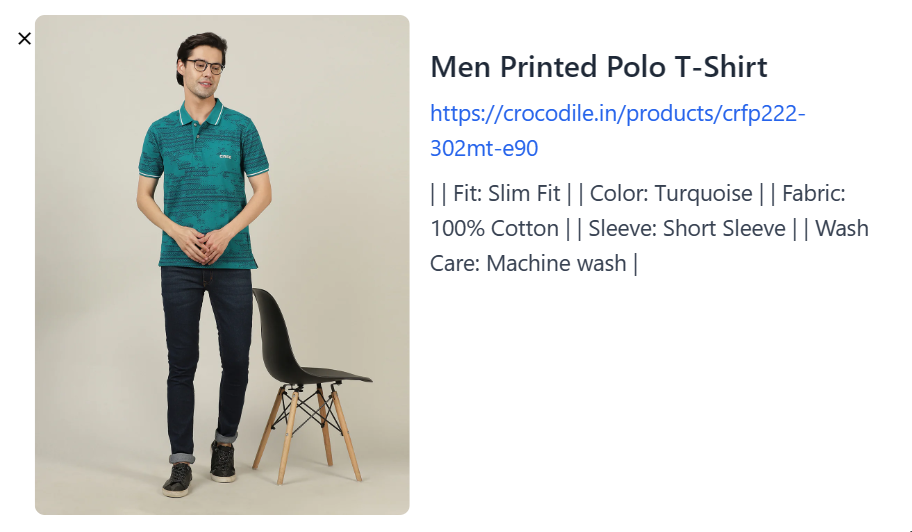 Men Printed Polo T-Shirt
https://crocodile.in/products/crfp222-
302mt-e90
| | Fit: Slim Fit | | Color: Turquoise | | Fabric:
100% Cotton | | Sleeve: Short Sleeve | | Wash
Care: Machine wash |